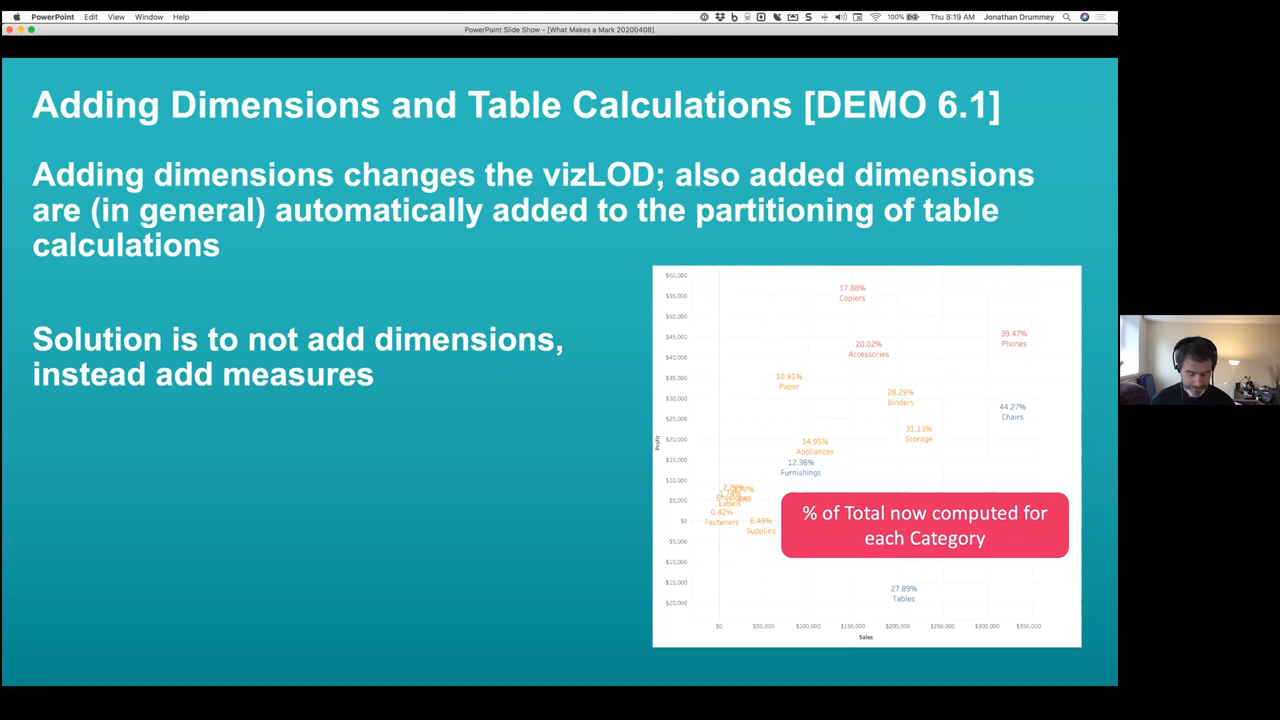 PowerPoint Edit View Window Help
100% Thu 8:19 AM Jonathan Drummey
PowerPoint Slide Show - [What Makes a Mark 20200408]
Adding Dimensions and Table Calculations [DEMO 6.1]
Adding dimensions changes the vizLOD; also added dimensions
are (in general) automatically added to the partitioning of table
calculations
Solution is to not add dimensions,
instead add measures
$60,000
$55,000
$50,000
$45,000
$40,000
$35,000
$30,000
$25,000
$20,000
$15,000
$10,000
$5,000
$0
-$5,000
-$10,000
-$15,000
-$20,000
Profit
17.88%
Copiers
39.47%
Phones
20.02%
Accessories
10.91%
Paper
28.29%
Binders
44.27%
Chairs
31.13%
Storage
14.95%
Appliances
12.36%
Furnishings
Labels
0.42%
Fasteners
6.49%
Supplies
% of Total now computed for
each Category
27.89%
Tables
$0 $50,000 $100,000 $150,000 $200,000 $250,000 $300,000 $350,000
Sales